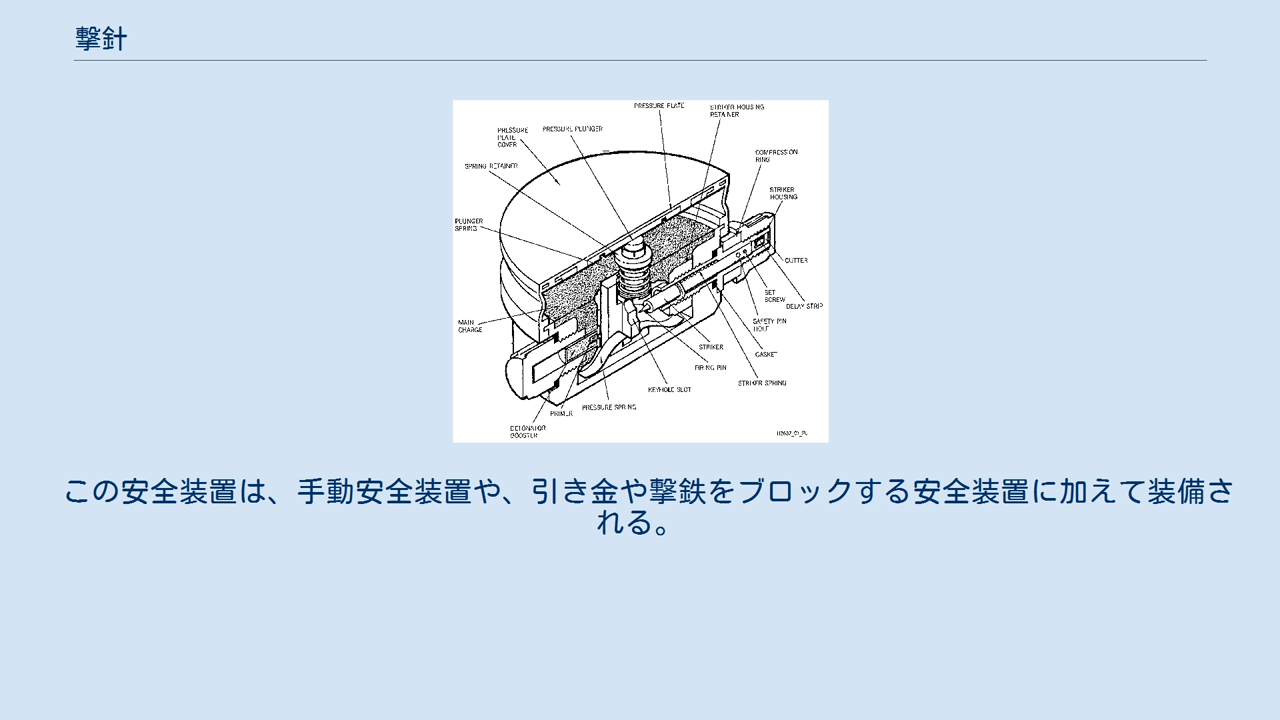 撃針
PRESSURE PLATE
STRIKER HOUSING
RETAINER
PRESSURE
PLATE
COVER
PRESSURE PLUNGER
COMPRESSION
RING
SPRING RETAINER
STRIKER
HOUSING
PLUNGER
SPRING
CUTTER
SET
SCREW
DELAY STRIP
MAIN
CHARGE
SAFETY PIN
HOLE
STRIKER
GASKET
FIRING PIN
STRIKER SPRING
KEYHOLE SLOT
PRESSURE SPRING
PRIMER
DETONATOR
BOOSTER
この安全装置は、手動安全装置や、引き金や撃鉄をブロックする安全装置に加えて装備さ
れる。